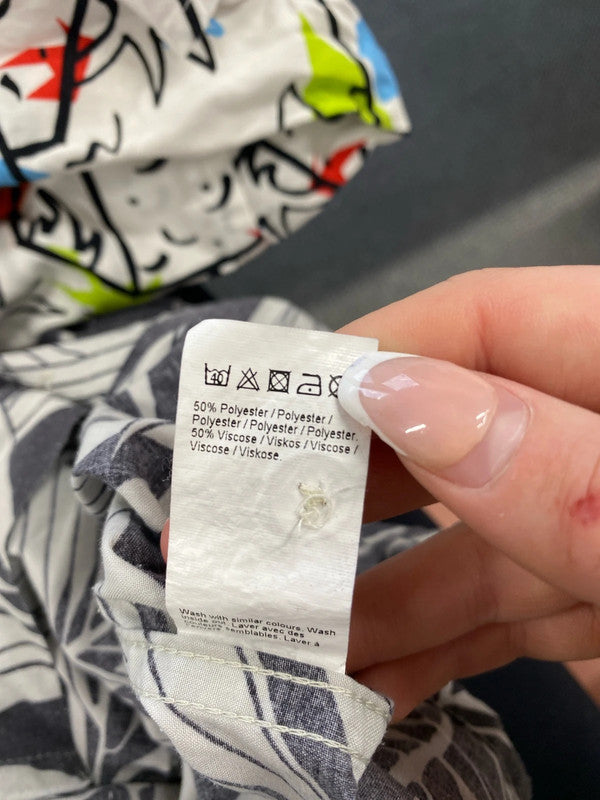 40
50% Polyester / Polyester /
Polyester / Polyester / Polyester.
50% Viscose / Viskos / Viscose /
Viscose / Viskose.
Wash with similar colours. Wash
inside out. Laver avec des
couleurs semblables. Laver à